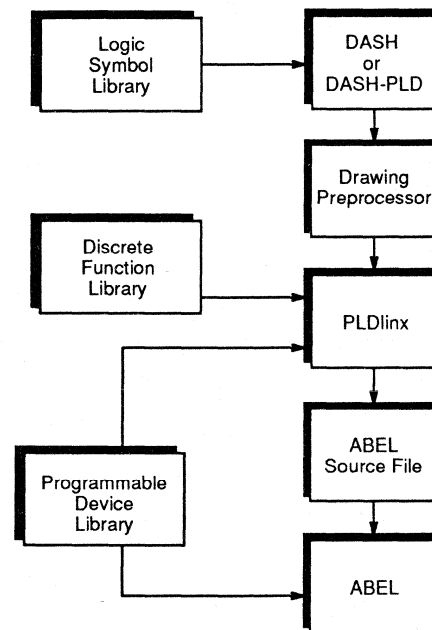 Logic
Symbol
Library
DASH
or
DASH-PLD
Drawing
Preprocessor
Discrete
Function
Library
PLDlinx
ABEL
Source File
Programmable
Device
Library
ABEL